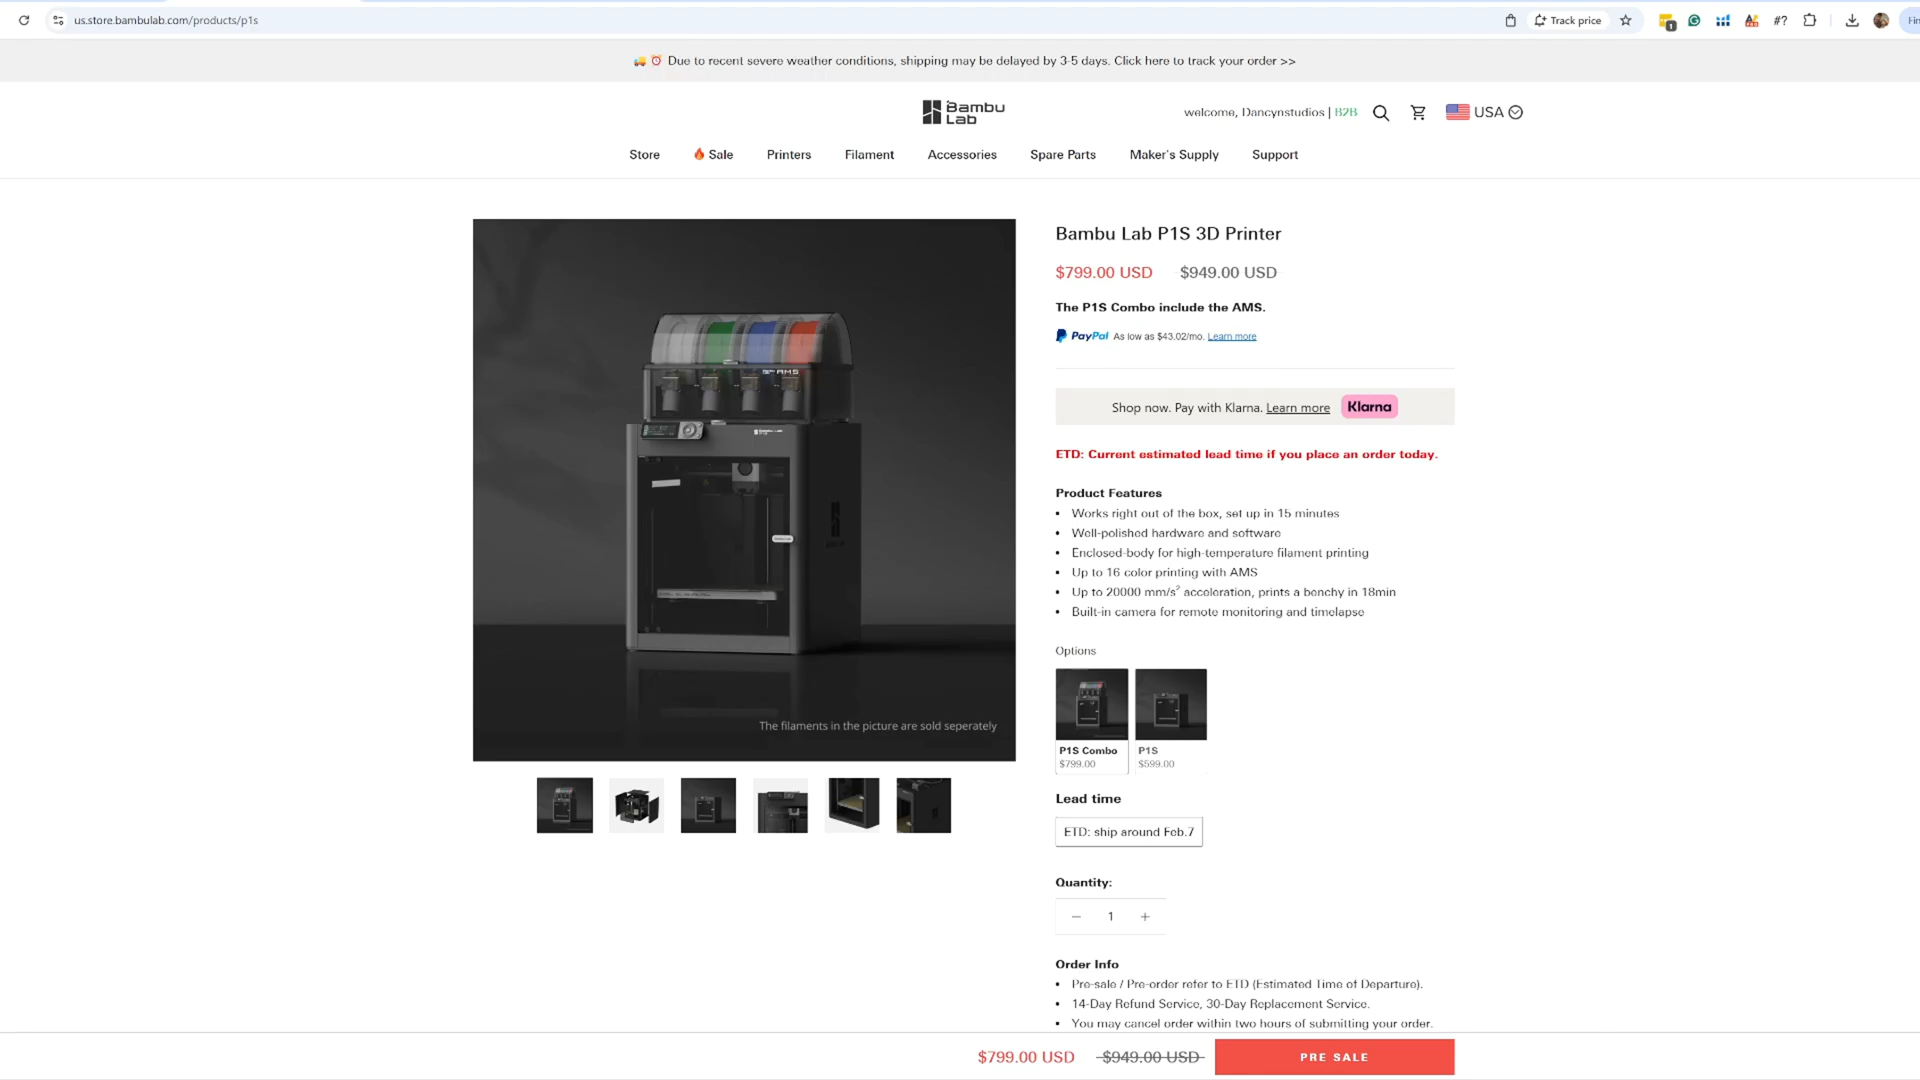 us.store.bambulab.com/products/p1s
Track price
1
#?
Fin
🚚 ⏰ Due to recent severe weather conditions, shipping may be delayed by 3-5 days. Click here to track your order >>
Bambu Lab
welcome, Dancynstudios | B2B
USA
Store
🔥 Sale
Printers
Filament
Accessories
Spare Parts
Maker's Supply
Support
AMS
The filaments in the picture are sold seperately
Bambu Lab P1S 3D Printer
$799.00 USD $949.00 USD
The P1S Combo include the AMS.
PayPal As low as $43.02/mo. Learn more
Shop now. Pay with Klarna. Learn more Klarna
ETD: Current estimated lead time if you place an order today.
Product Features
• Works right out of the box, set up in 15 minutes
• Well-polished hardware and software
• Enclosed-body for high-temperature filament printing
• Up to 16 color printing with AMS
• Up to 20000 mm/s² acceleration, prints a benchy in 18min
• Built-in camera for remote monitoring and timelapse
Options
P1S Combo
$799.00
P1S
$599.00
Lead time
ETD: ship around Feb.7
Quantity:
− 1 +
Order Info
• Pre-sale / Pre-order refer to ETD (Estimated Time of Departure).
• 14-Day Refund Service, 30-Day Replacement Service.
• You may cancel order within two hours of submitting your order.
$799.00 USD $949.00 USD PRE SALE